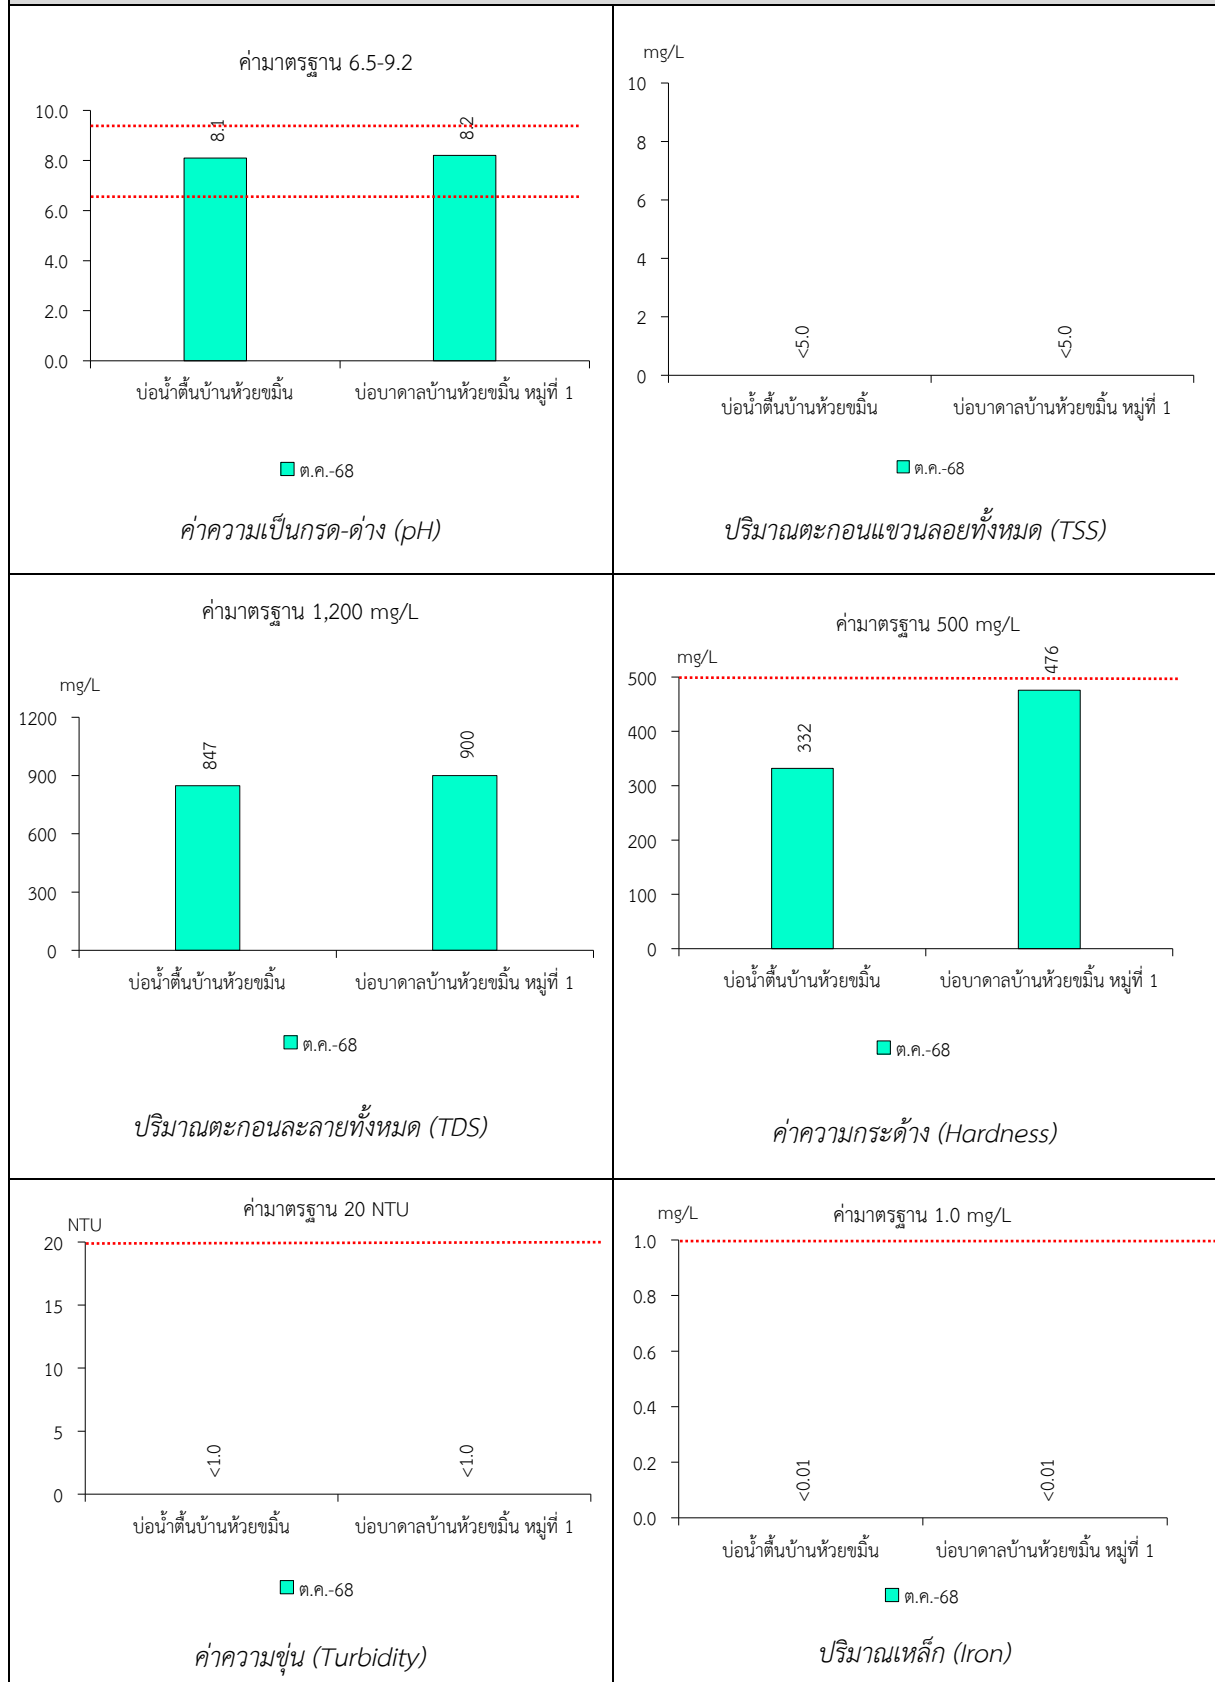 ค่ามาตรฐาน 6.5-9.2
10.0
8.0
6.0
4.0
2.0
0.0
8.1
8.2
บ่อน้ำตื้นบ้านห้วยขมิ้น
บ่อบาดาลบ้านห้วยขมิ้น หมู่ที่ 1
ต.ค.-68
ค่าความเป็นกรด-ด่าง (pH)
mg/L
10
8
6
4
2
0
<5.0
<5.0
บ่อน้ำตื้นบ้านห้วยขมิ้น
บ่อบาดาลบ้านห้วยขมิ้น หมู่ที่ 1
ต.ค.-68
ปริมาณตะกอนแขวนลอยทั้งหมด (TSS)
ค่ามาตรฐาน 1,200 mg/L
mg/L
1200
900
600
300
0
847
900
บ่อน้ำตื้นบ้านห้วยขมิ้น
บ่อบาดาลบ้านห้วยขมิ้น หมู่ที่ 1
ต.ค.-68
ปริมาณตะกอนละลายทั้งหมด (TDS)
ค่ามาตรฐาน 500 mg/L
mg/L
500
400
300
200
100
0
332
476
บ่อน้ำตื้นบ้านห้วยขมิ้น
บ่อบาดาลบ้านห้วยขมิ้น หมู่ที่ 1
ต.ค.-68
ค่าความกระด้าง (Hardness)
ค่ามาตรฐาน 20 NTU
NTU
20
15
10
5
0
<1.0
<1.0
บ่อน้ำตื้นบ้านห้วยขมิ้น
บ่อบาดาลบ้านห้วยขมิ้น หมู่ที่ 1
ต.ค.-68
ค่าความขุ่น (Turbidity)
mg/L
ค่ามาตรฐาน 1.0 mg/L
1.0
0.8
0.6
0.4
0.2
0.0
<0.01
<0.01
บ่อน้ำตื้นบ้านห้วยขมิ้น
บ่อบาดาลบ้านห้วยขมิ้น หมู่ที่ 1
ต.ค.-68
ปริมาณเหล็ก (Iron)